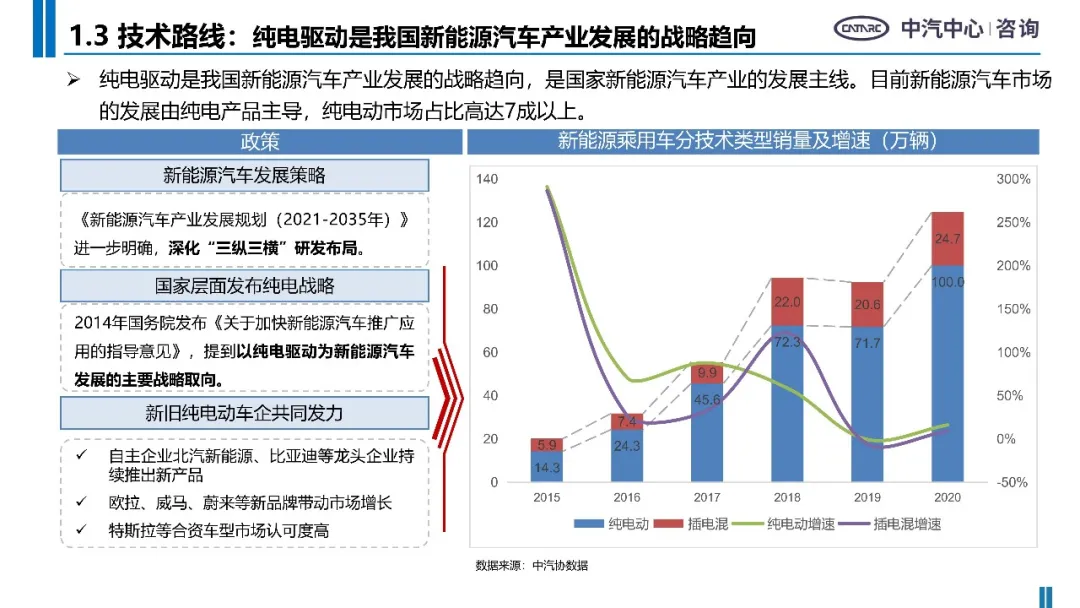 1.3 技术路线：纯电驱动是我国新能源汽车产业发展的战略趋向
CATARC 中汽中心 咨询
➢ 纯电驱动是我国新能源汽车产业发展的战略趋向，是国家新能源汽车产业的发展主线。目前新能源汽车市场
的发展由纯电产品主导，纯电动市场占比高达7成以上。
政策
新能源汽车发展策略
《新能源汽车产业发展规划（2021-2035年）》
进一步明确，深化“三纵三横”研发布局。
国家层面发布纯电战略
2014年国务院发布《关于加快新能源汽车推广应
用的指导意见》，提到以纯电驱动为新能源汽车
发展的主要战略取向。
新旧纯电动车企共同发力
✓ 自主企业北汽新能源、比亚迪等龙头企业持
续推出新产品
✓ 欧拉、威马、蔚来等新品牌带动市场增长
✓ 特斯拉等合资车型市场认可度高
新能源乘用车分技术类型销量及增速（万辆）
140
120
100
80
60
40
20
0
300%
250%
200%
150%
100%
50%
0%
-50%
5.9
14.3
7.4
24.3
9.9
45.6
22.0
72.3
20.6
71.7
24.7
100.0
2015 2016 2017 2018 2019 2020
纯电动 插电混 纯电动增速 插电混增速
数据来源：中汽协数据